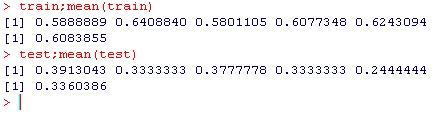 > train;mean(train)
[1] 0.5888889 0.6408840 0.5801105 0.6077348 0.6243094
[1] 0.6083855
> test;mean(test)
[1] 0.3913043 0.3333333 0.3777778 0.3333333 0.2444444
[1] 0.3360386
>